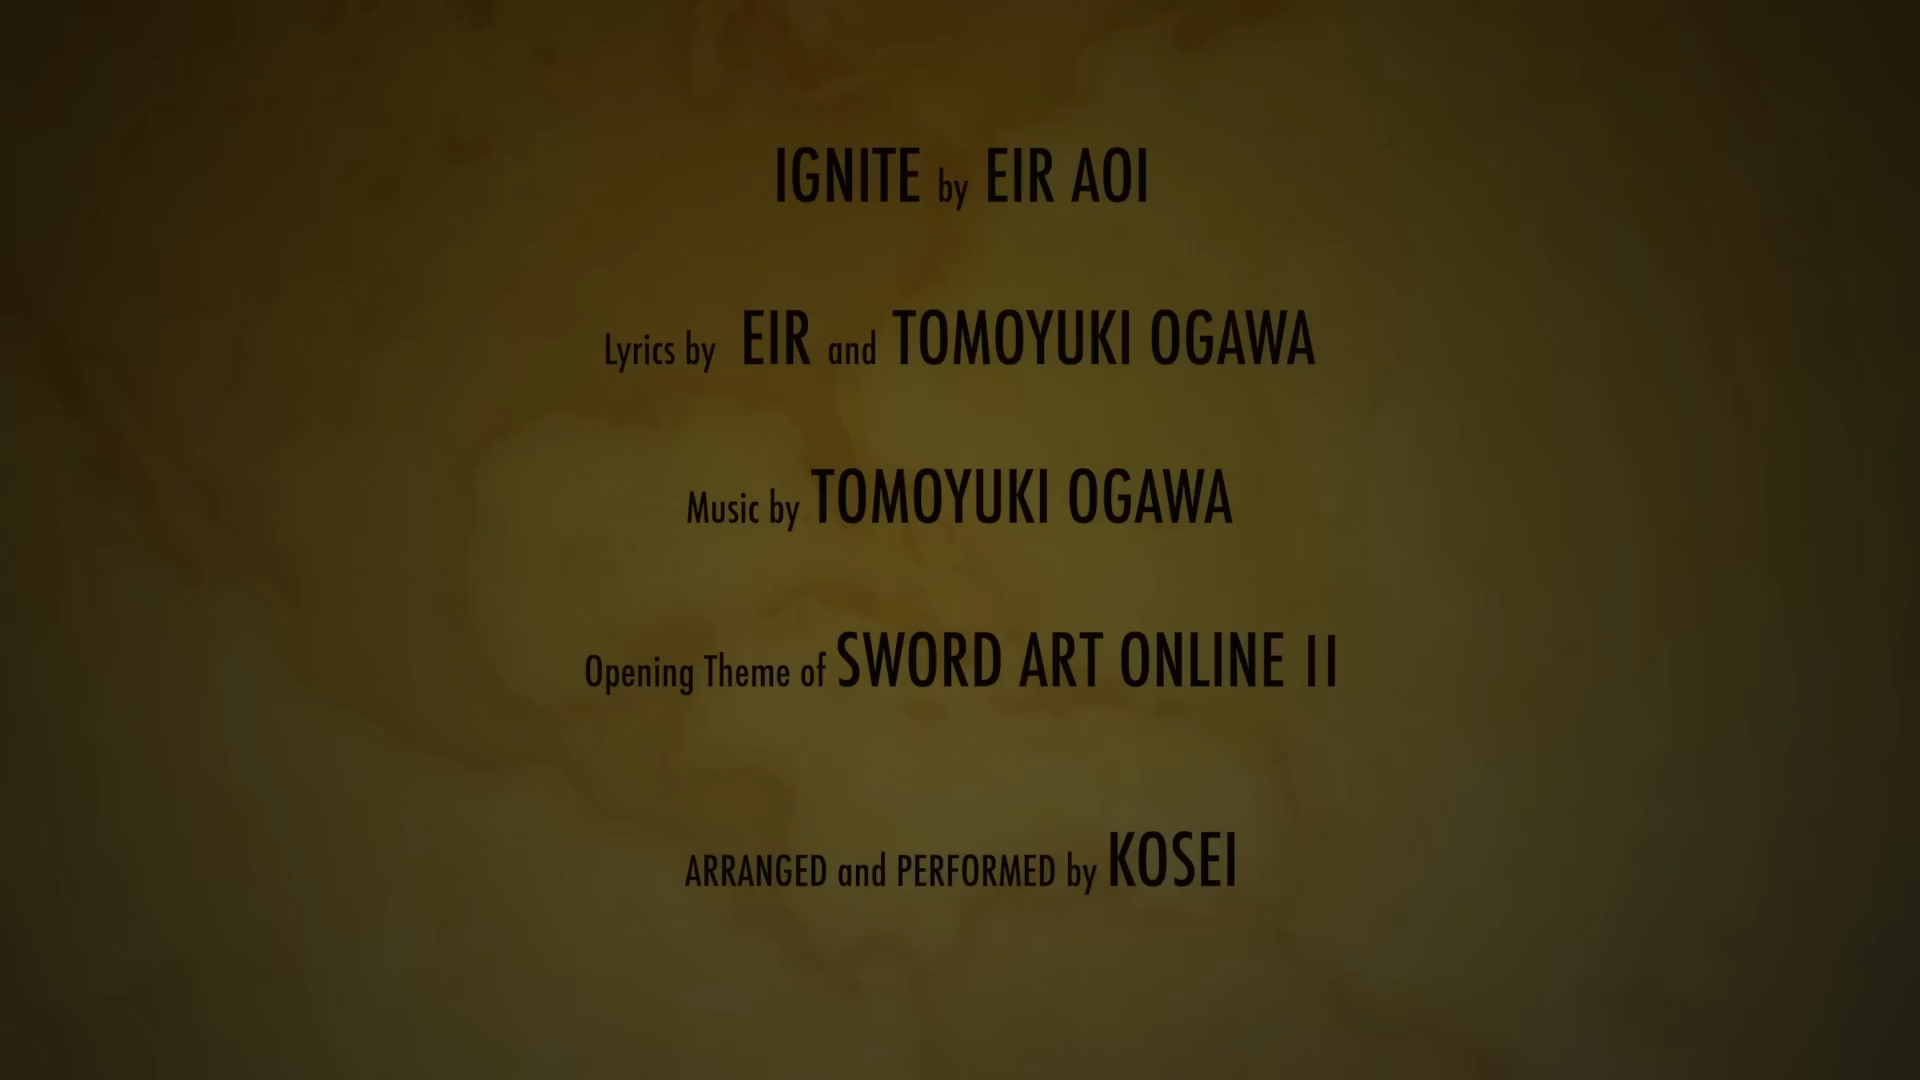 IGNITE by EIR AOI
Lyrics by EIR and TOMOYUKI OGAWA
Music by TOMOYUKI OGAWA
Opening Theme of SWORD ART ONLINE II
ARRANGED and PERFORMED by KOSEI